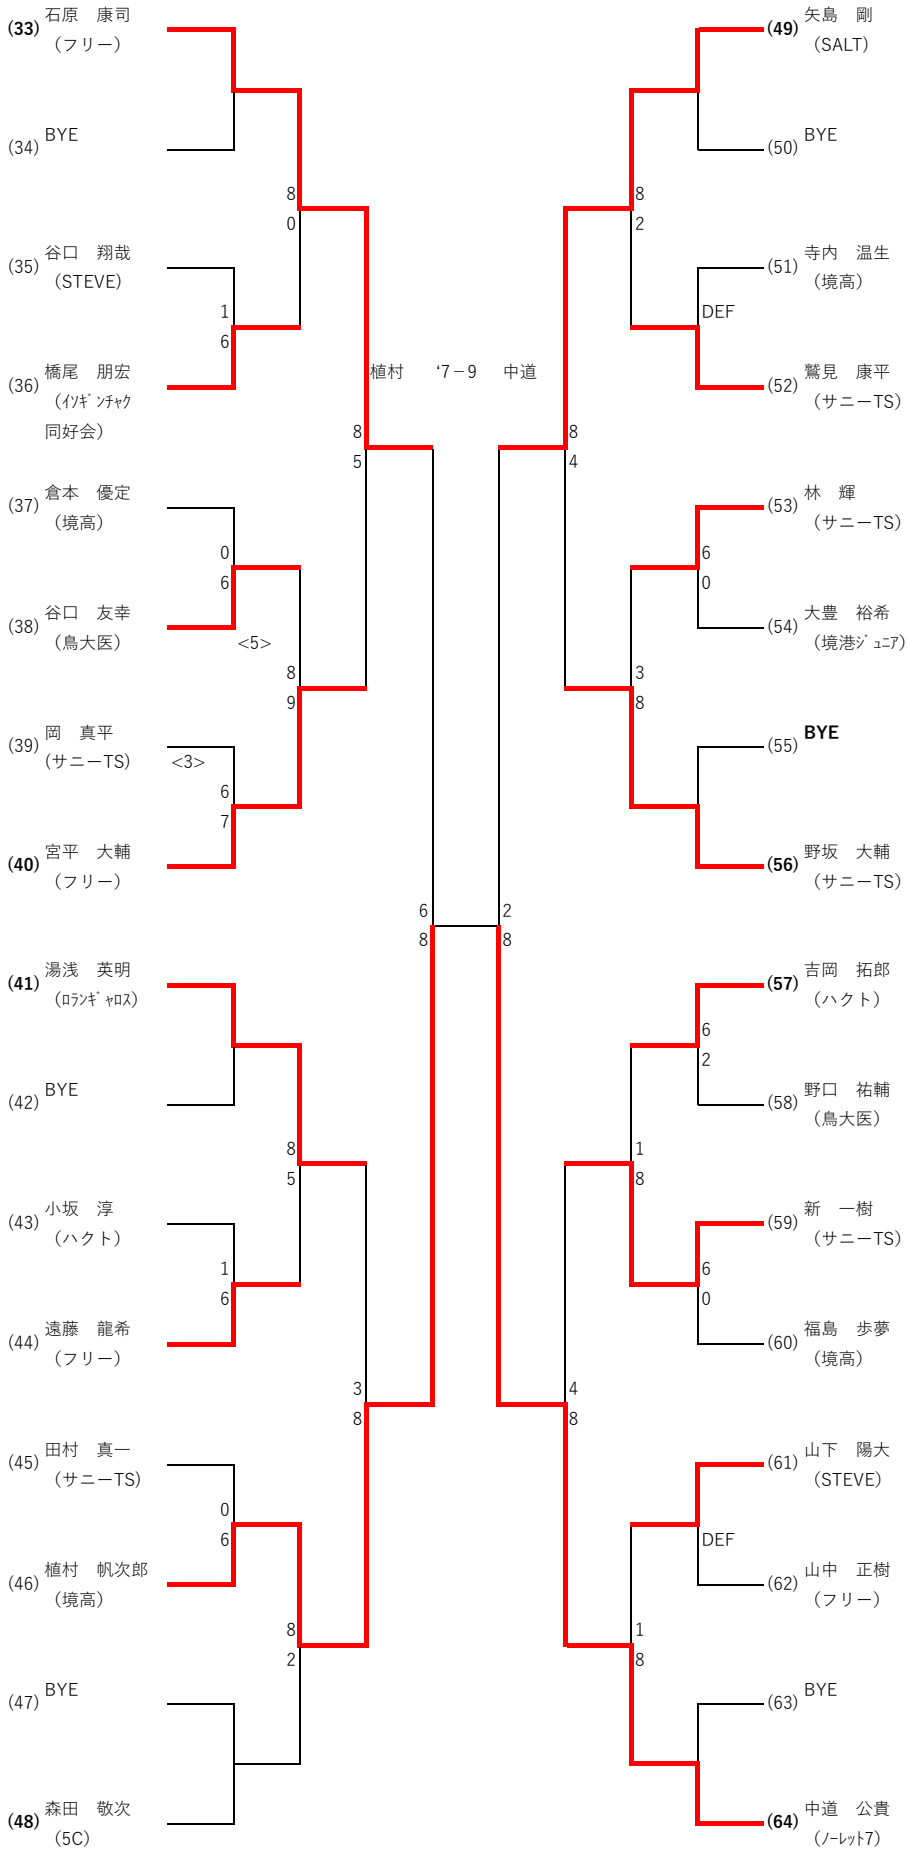 (33) 石原　康司
（フリー）
(34) BYE
8
0
(35) 谷口　翔哉
（STEVE）
1
6
(36) 橋尾　朋宏
（ｲｿｷﾞﾝﾁｬｸ
同好会）
8
5
(37) 倉本　優定
（境高）
0
6
(38) 谷口　友幸
（鳥大医）
<5>
8
9
(39) 岡　真平
(サニーTS)
<3>
6
7
(40) 宮平　大輔
（フリー）
6
8
(41) 湯浅　英明
（ﾛﾗﾝｷﾞｬﾛｽ）
(42) BYE
8
5
(43) 小坂　淳
（ハクト）
1
6
(44) 遠藤　龍希
（フリー）
3
8
(45) 田村　真一
（サニーTS）
0
6
(46) 植村　帆次郎
（境高）
8
2
(47) BYE
(48) 森田　敬次
（5C）
植村　‘7－9　中道
(49) 矢島　剛
（SALT）
(50) BYE
8
2
(51) 寺内　温生
（境高）
DEF
(52) 鷲見　康平
（サニーTS）
8
4
(53) 林　輝
（サニーTS）
6
0
(54) 大豊　裕希
（境港ｼﾞｭﾆｱ）
3
8
(55) BYE
(56) 野坂　大輔
（サニーTS）
2
8
(57) 吉岡　拓郎
（ハクト）
6
2
(58) 野口　祐輔
（鳥大医）
1
8
(59) 新　一樹
（サニーTS）
6
0
(60) 福島　歩夢
（境高）
4
8
(61) 山下　陽大
（STEVE）
DEF
(62) 山中　正樹
（フリー）
1
8
(63) BYE
(64) 中道　公貴
（ﾉｰﾚｯﾄ7）